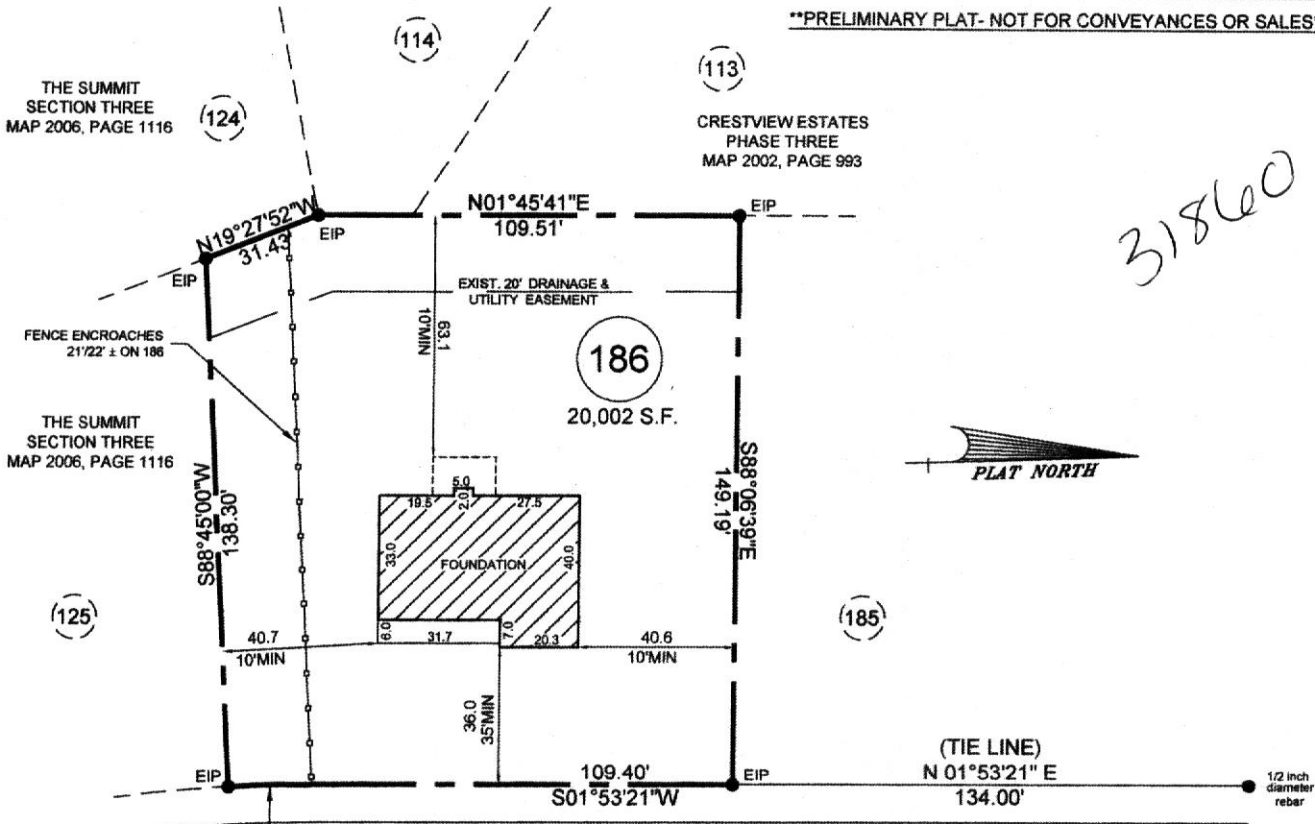 **PRELIMINARY PLAT- NOT FOR CONVEYANCES OR SALES
114
113
THE SUMMIT
SECTION THREE
MAP 2006, PAGE 1116
124
CRESTVIEW ESTATES
PHASE THREE
MAP 2002, PAGE 993
31860
N19°27'52"W
31.43'
EIP
EIP
N01°45'41"E
109.51'
EIP
EXIST. 20' DRAINAGE &
UTILITY EASEMENT
63.1
10'MIN
FENCE ENCROACHES
21'/22' ± ON 186
186
20,002 S.F.
THE SUMMIT
SECTION THREE
MAP 2006, PAGE 1116
PLAT NORTH
S88°45'00"W
138.30'
S88°06'39"E
149.19'
5.0
19.5
2.0
27.5
33.0
FOUNDATION
40.0
125
185
6.0
31.7
7.0
20.3
40.7
10'MIN
40.6
10'MIN
36.0
35'MIN
EIP
109.40'
S01°53'21"W
EIP
(TIE LINE)
N 01°53'21" E
134.00'
1/2 inch
diameter
rebar